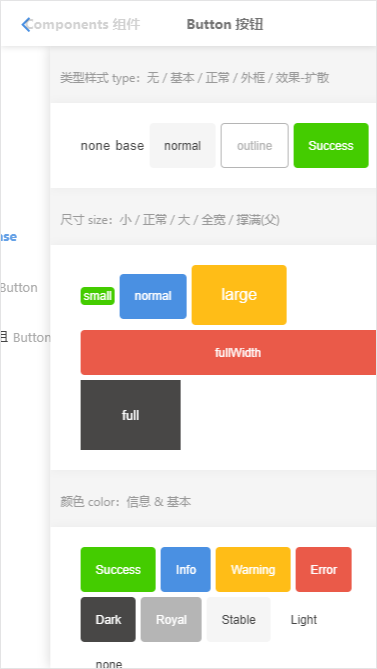 Components 组件 Button 按钮
类型样式 type：无 / 基本 / 正常 / 外框 / 效果-扩散
none base normal outline Success
尺寸 size：小 / 正常 / 大 / 全宽 / 撑满(父)
ase
small normal large
Button
fullWidth
组 Button
full
颜色 color：信息 & 基本
Success Info Warning Error
Dark Royal Stable Light
none